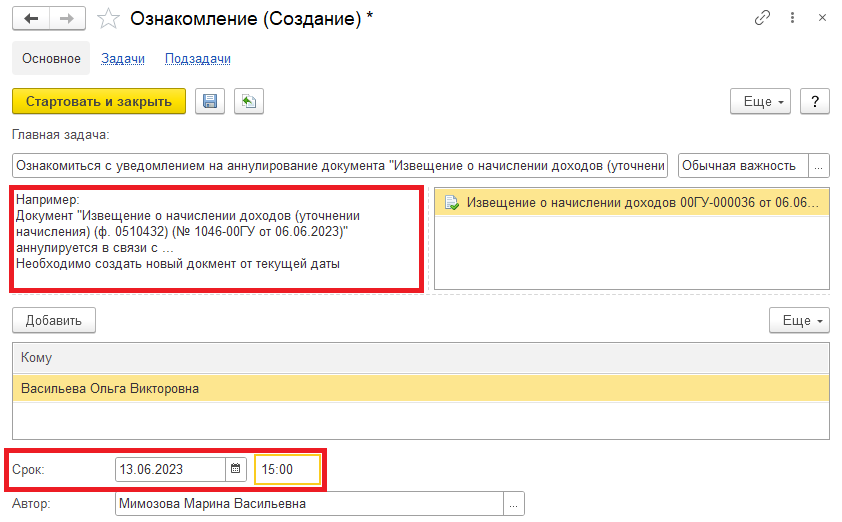 Ознакомление (Создание) *
Основное Задачи Подзадачи
Стартовать и закрыть Еще ?
Главная задача:
Ознакомиться с уведомлением на аннулирование документа "Извещение о начислении доходов (уточнени Обычная важность ...
Например:
Документ "Извещение о начислении доходов (уточнении
начисления) (ф. 0510432) (№ 1046-00ГУ от 06.06.2023)"
аннулируется в связи с ...
Необходимо создать новый докмент от текущей даты
Извещение о начислении доходов 00ГУ-000036 от 06.06...
Добавить Еще
Кому
Васильева Ольга Викторовна
Срок: 13.06.2023 15:00
Автор: Мимозова Марина Васильевна ...